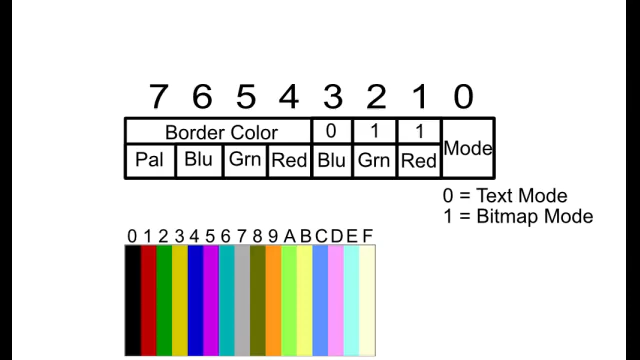 7 6 5 4 3 2 1 0
Border Color 0 1 1 Mode
Pal Blu Grn Red Blu Grn Red
0 = Text Mode
1 = Bitmap Mode
0 1 2 3 4 5 6 7 8 9 A B C D E F